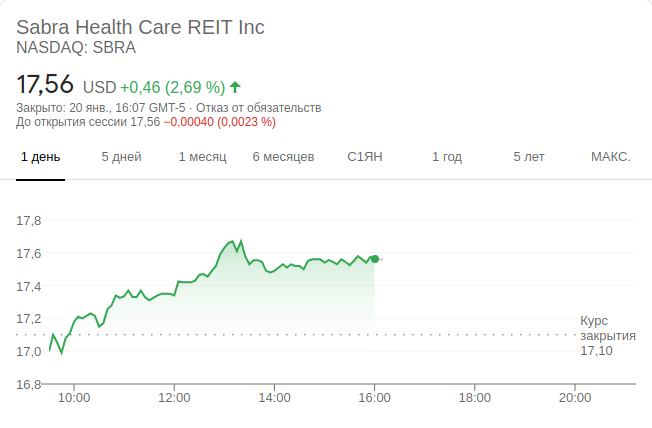 Sabra Health Care REIT Inc
NASDAQ: SBRA
17,56 USD +0,46 (2,69 %)
Закрыто: 20 янв., 16:07 GMT-5 · Отказ от обязательств
До открытия сессии 17,56 −0,00040 (0,0023 %)
1 день 5 дней 1 месяц 6 месяцев С1ЯН 1 год 5 лет МАКС.
17,8
17,6
17,4
17,2
17,0
16,8
Курс
закрытия
17,10
10:00 12:00 14:00 16:00 18:00 20:00